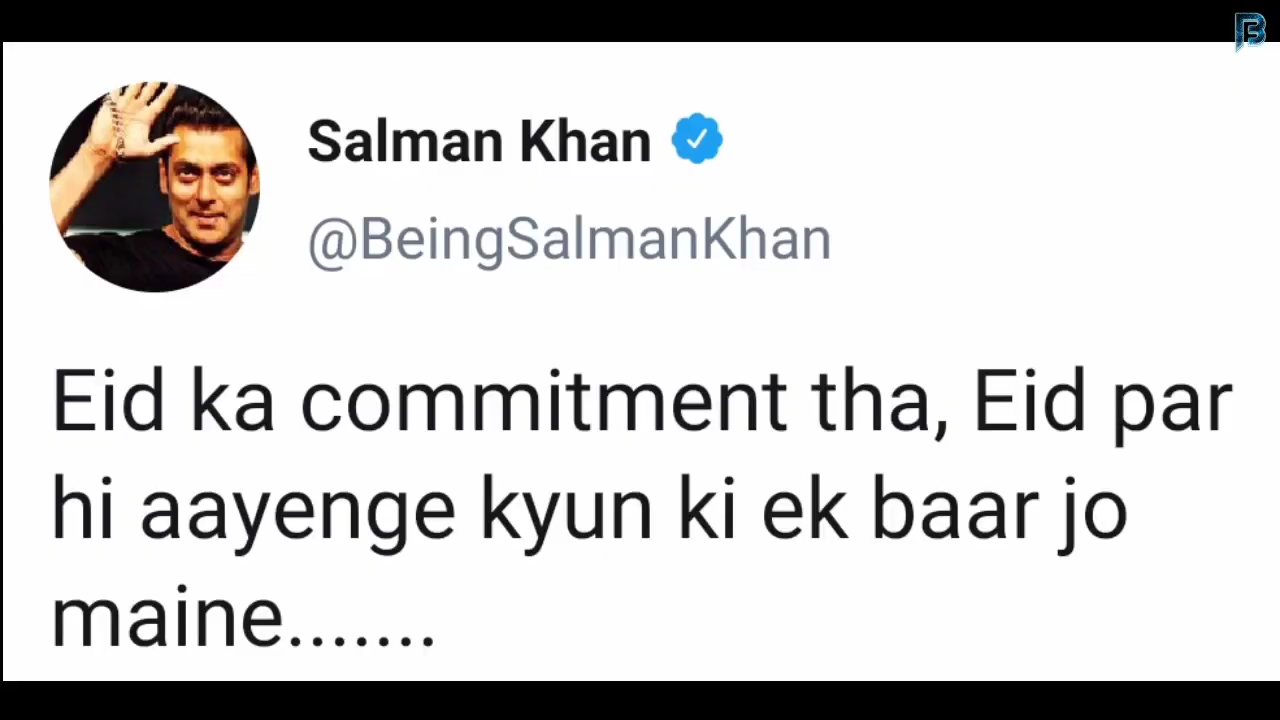 Salman Khan
@BeingSalmanKhan
Eid ka commitment tha, Eid par
hi aayenge kyun ki ek baar jo
maine.......